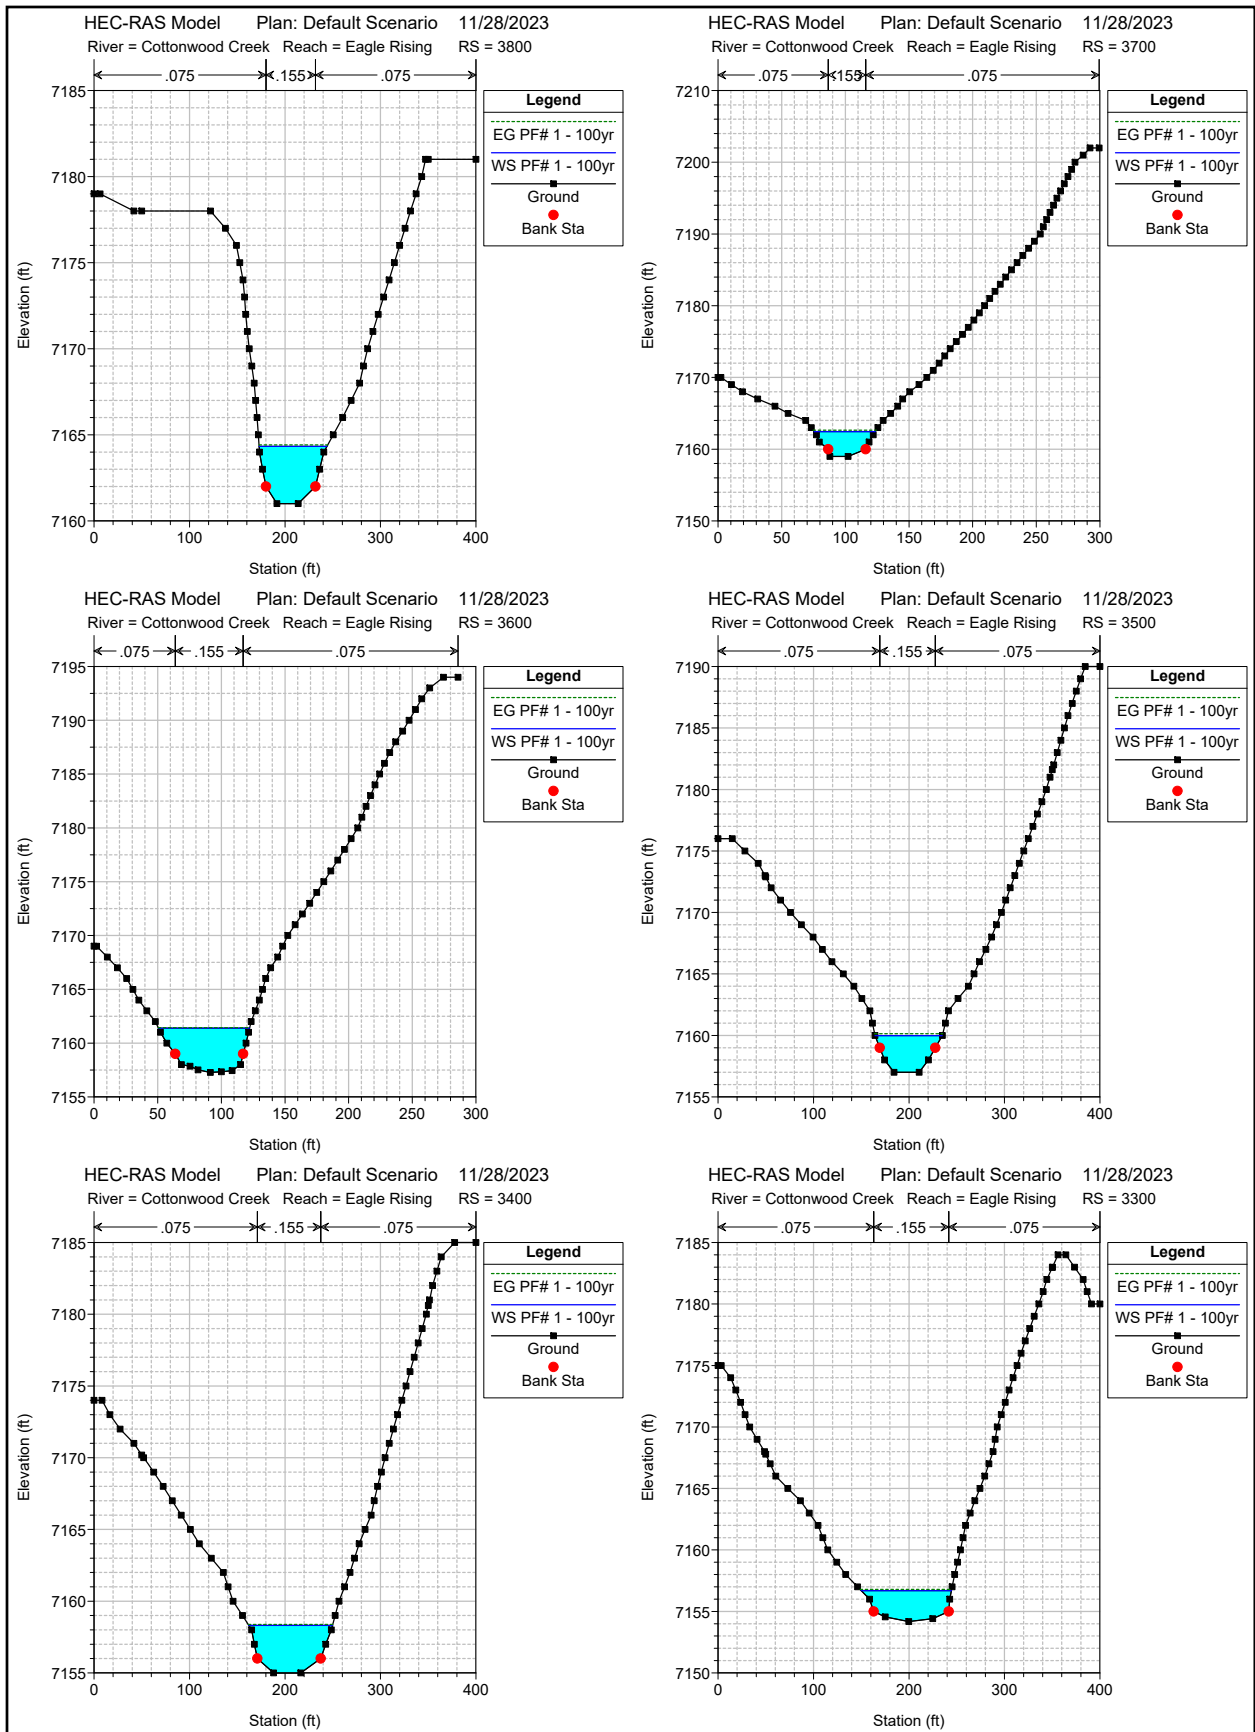 HEC-RAS Model Plan: Default Scenario 11/28/2023
River = Cottonwood Creek Reach = Eagle Rising RS = 3800
.075 .155 .075
7185
7180
7175
7170
7165
7160
0 100 200 300 400
Station (ft)
Elevation (ft)
Legend
EG PF# 1 - 100yr
WS PF# 1 - 100yr
Ground
Bank Sta
HEC-RAS Model Plan: Default Scenario 11/28/2023
River = Cottonwood Creek Reach = Eagle Rising RS = 3700
.075 .155 .075
7210
7200
7190
7180
7170
7160
7150
0 50 100 150 200 250 300
Station (ft)
Elevation (ft)
Legend
EG PF# 1 - 100yr
WS PF# 1 - 100yr
Ground
Bank Sta
HEC-RAS Model Plan: Default Scenario 11/28/2023
River = Cottonwood Creek Reach = Eagle Rising RS = 3600
.075 .155 .075
7195
7190
7185
7180
7175
7170
7165
7160
7155
0 50 100 150 200 250 300
Station (ft)
Elevation (ft)
Legend
EG PF# 1 - 100yr
WS PF# 1 - 100yr
Ground
Bank Sta
HEC-RAS Model Plan: Default Scenario 11/28/2023
River = Cottonwood Creek Reach = Eagle Rising RS = 3500
.075 .155 .075
7190
7185
7180
7175
7170
7165
7160
7155
0 100 200 300 400
Station (ft)
Elevation (ft)
Legend
EG PF# 1 - 100yr
WS PF# 1 - 100yr
Ground
Bank Sta
HEC-RAS Model Plan: Default Scenario 11/28/2023
River = Cottonwood Creek Reach = Eagle Rising RS = 3400
.075 .155 .075
7185
7180
7175
7170
7165
7160
7155
0 100 200 300 400
Station (ft)
Elevation (ft)
Legend
EG PF# 1 - 100yr
WS PF# 1 - 100yr
Ground
Bank Sta
HEC-RAS Model Plan: Default Scenario 11/28/2023
River = Cottonwood Creek Reach = Eagle Rising RS = 3300
.075 .155 .075
7185
7180
7175
7170
7165
7160
7155
7150
0 100 200 300 400
Station (ft)
Elevation (ft)
Legend
EG PF# 1 - 100yr
WS PF# 1 - 100yr
Ground
Bank Sta